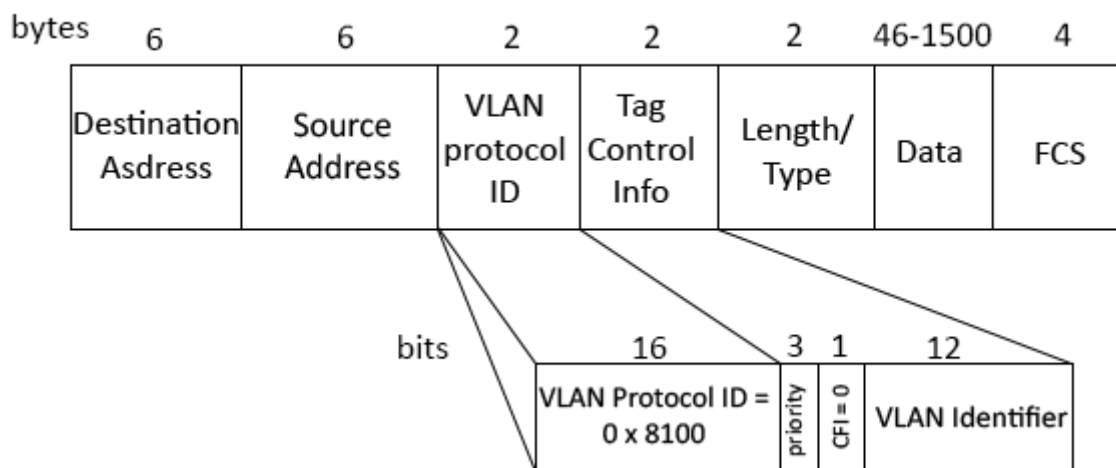 bytes 6 6 2 2 2 46-1500 4
Destination
Asdress
Source
Address
VLAN
protocol
ID
Tag
Control
Info
Length/
Type
Data
FCS
bits 16 3 1 12
VLAN Protocol ID =
0 x 8100
priority
CFI = 0
VLAN Identifier